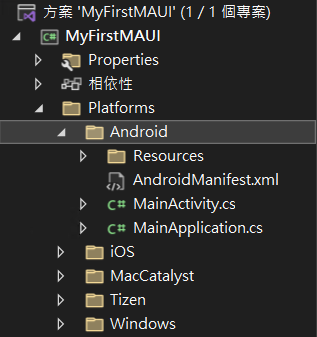 方案 'MyFirstMAUI' (1 / 1 個專案)
C# MyFirstMAUI
Properties
相依性
Platforms
Android
Resources
AndroidManifest.xml
C# MainActivity.cs
C# MainApplication.cs
iOS
MacCatalyst
Tizen
Windows